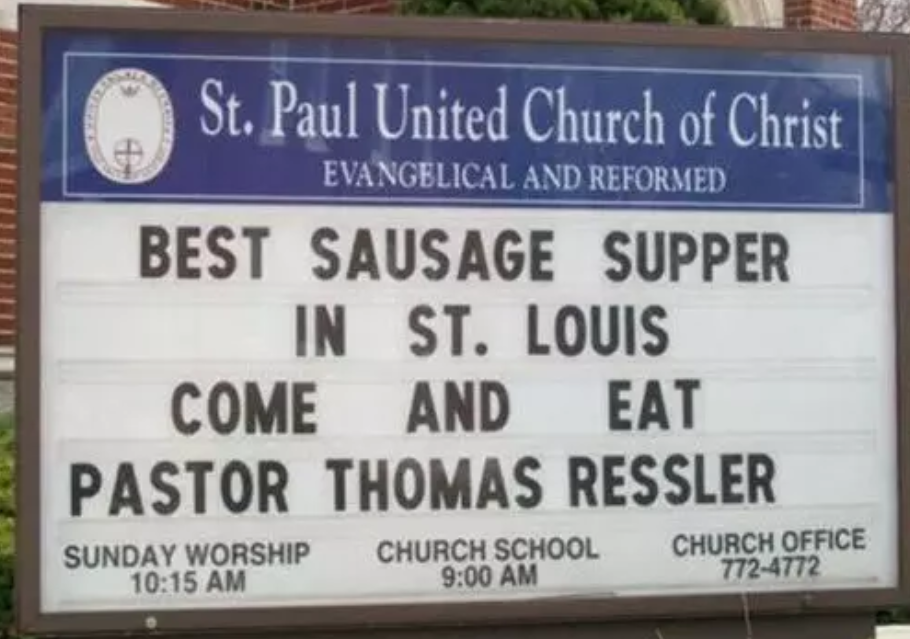 St. Paul United Church of Christ
EVANGELICAL AND REFORMED
BEST SAUSAGE SUPPER
IN ST. LOUIS
COME AND EAT
PASTOR THOMAS RESSLER
SUNDAY WORSHIP
10:15 AM
CHURCH SCHOOL
9:00 AM
CHURCH OFFICE
772-4772